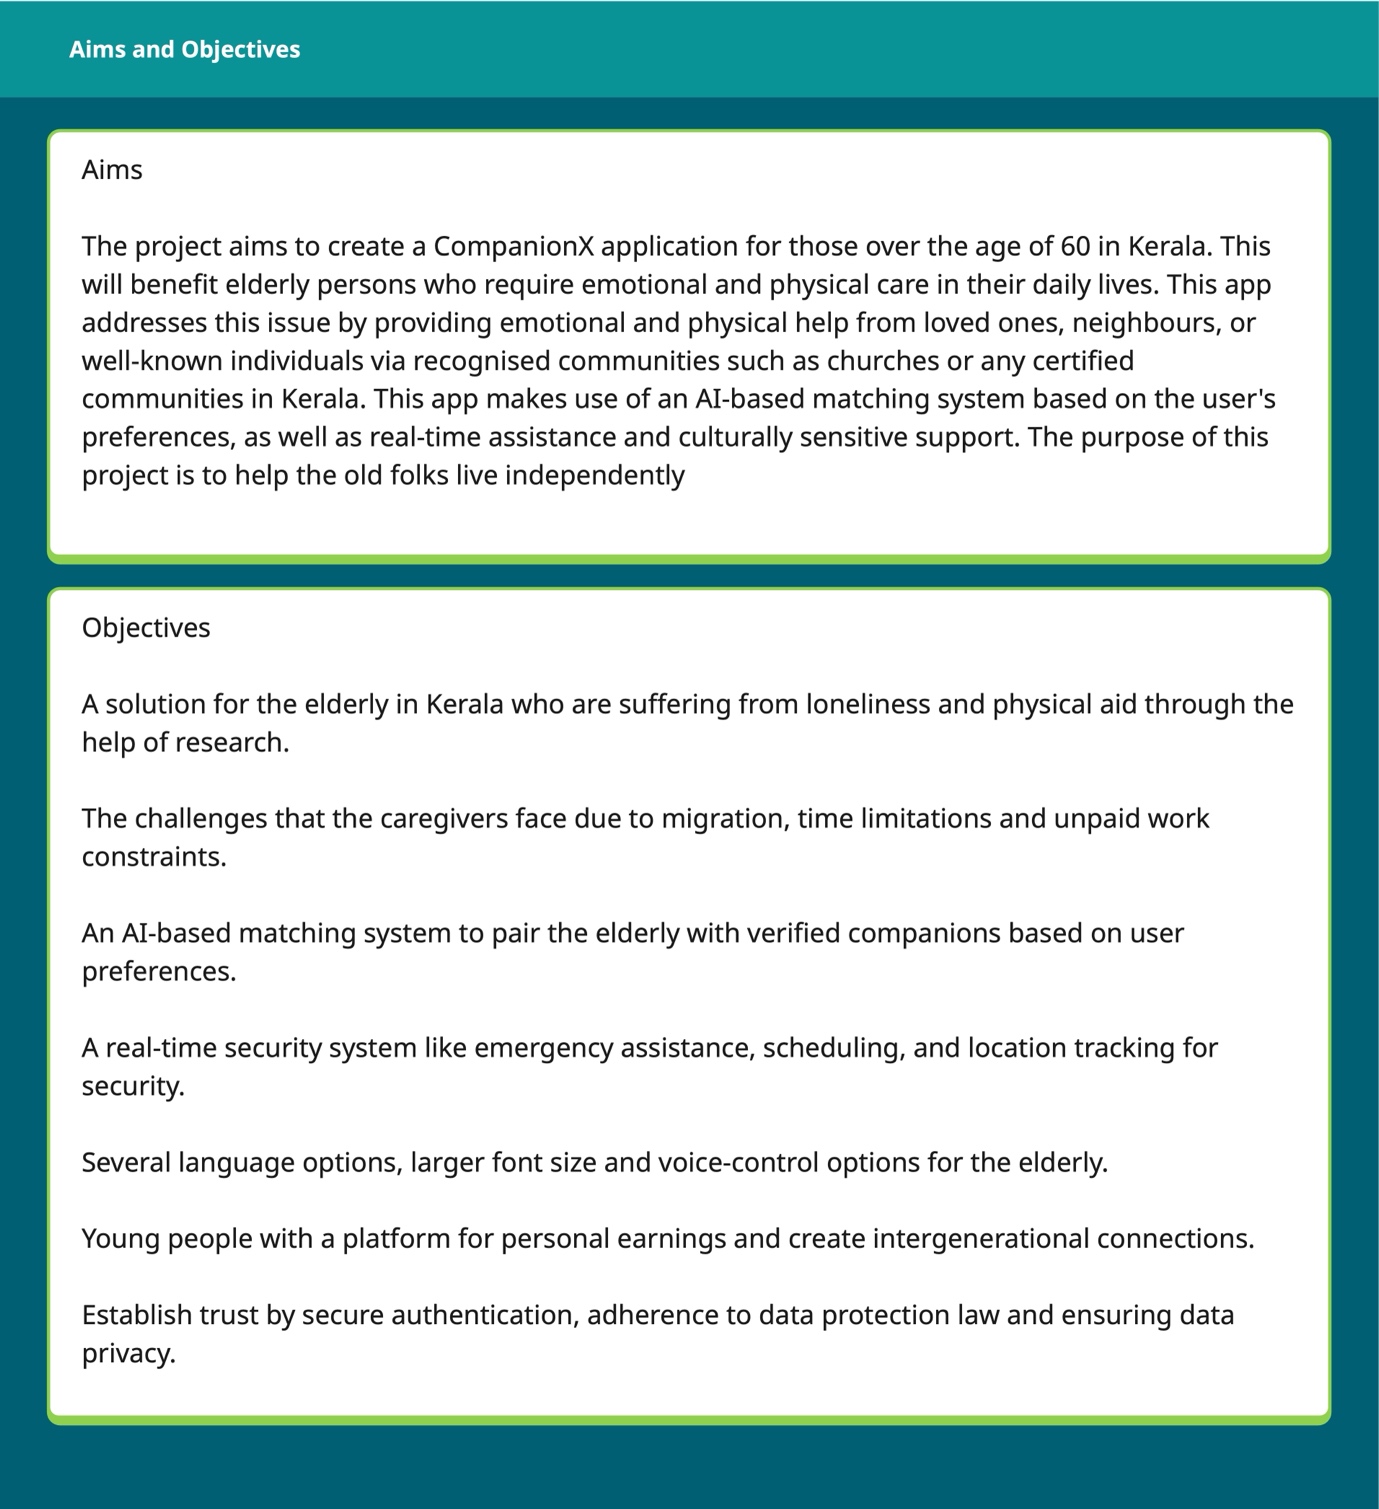 Aims and Objectives
Aims
The project aims to create a CompanionX application for those over the age of 60 in Kerala. This
will benefit elderly persons who require emotional and physical care in their daily lives. This app
addresses this issue by providing emotional and physical help from loved ones, neighbours, or
well-known individuals via recognised communities such as churches or any certified
communities in Kerala. This app makes use of an AI-based matching system based on the user's
preferences, as well as real-time assistance and culturally sensitive support. The purpose of this
project is to help the old folks live independently
Objectives
A solution for the elderly in Kerala who are suffering from loneliness and physical aid through the
help of research.
The challenges that the caregivers face due to migration, time limitations and unpaid work
constraints.
An AI-based matching system to pair the elderly with verified companions based on user
preferences.
A real-time security system like emergency assistance, scheduling, and location tracking for
security.
Several language options, larger font size and voice-control options for the elderly.
Young people with a platform for personal earnings and create intergenerational connections.
Establish trust by secure authentication, adherence to data protection law and ensuring data
privacy.